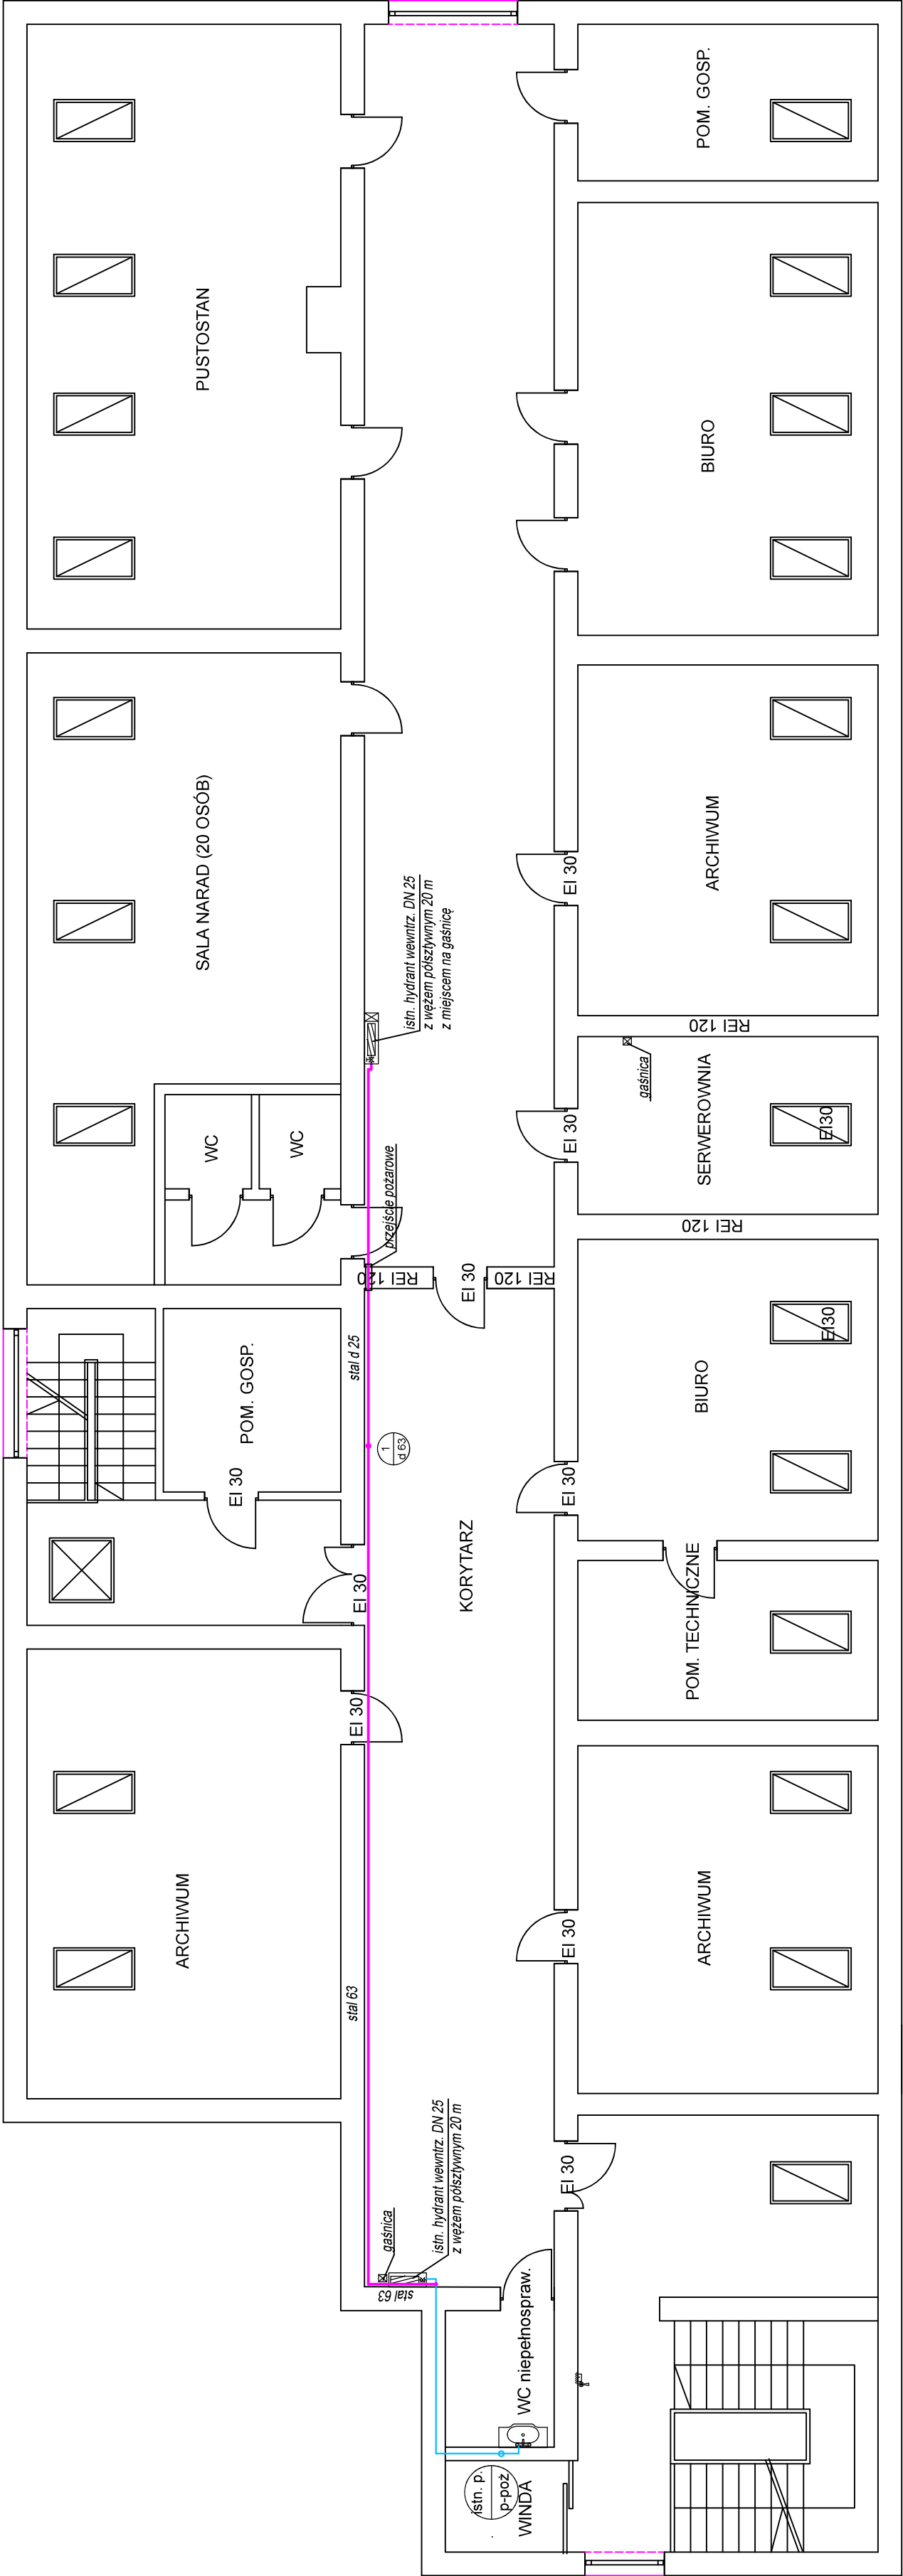 POM. GOSP.
PUSTOSTAN
BIURO
SALA NARAD (20 OSÓB)
ARCHIWUM
EI 30
istn. hydrant wewntrz. DN 25
z wężem półsztywnym 20 m
z miejscem na gaśnicę
REI 120
gaśnica
SERWEROWNIA
EI30
EI 30
WC
WC
przejście pożarowe
REI 120
REI 120
REI 120
EI 30
stal d 25
POM. GOSP.
EI30
BIURO
1
d 63
EI 30
EI 30
KORYTARZ
EI 30
POM. TECHNICZNE
EI 30
ARCHIWUM
ARCHIWUM
EI 30
stal 63
istn. hydrant wewntrz. DN 25
z wężem półsztywnym 20 m
gaśnica
EI 30
stal 63
WC niepełnospraw.
istn. p.
p-poż
.
WINDA